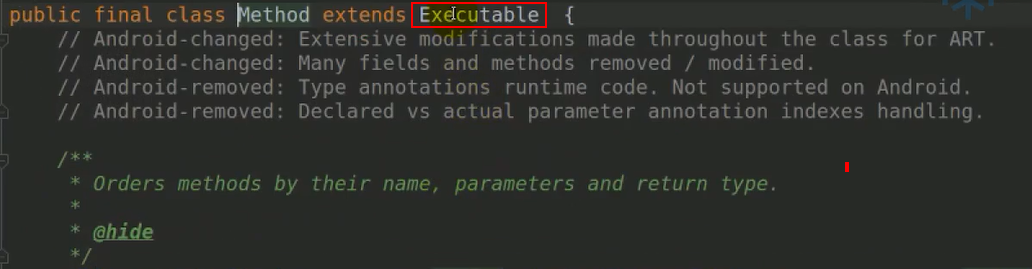 public final class Method extends Executable {
// Android-changed: Extensive modifications made throughout the class for ART.
// Android-changed: Many fields and methods removed / modified.
// Android-removed: Type annotations runtime code. Not supported on Android.
// Android-removed: Declared vs actual parameter annotation indexes handling.
/**
* Orders methods by their name, parameters and return type.
*
* @hide
*/